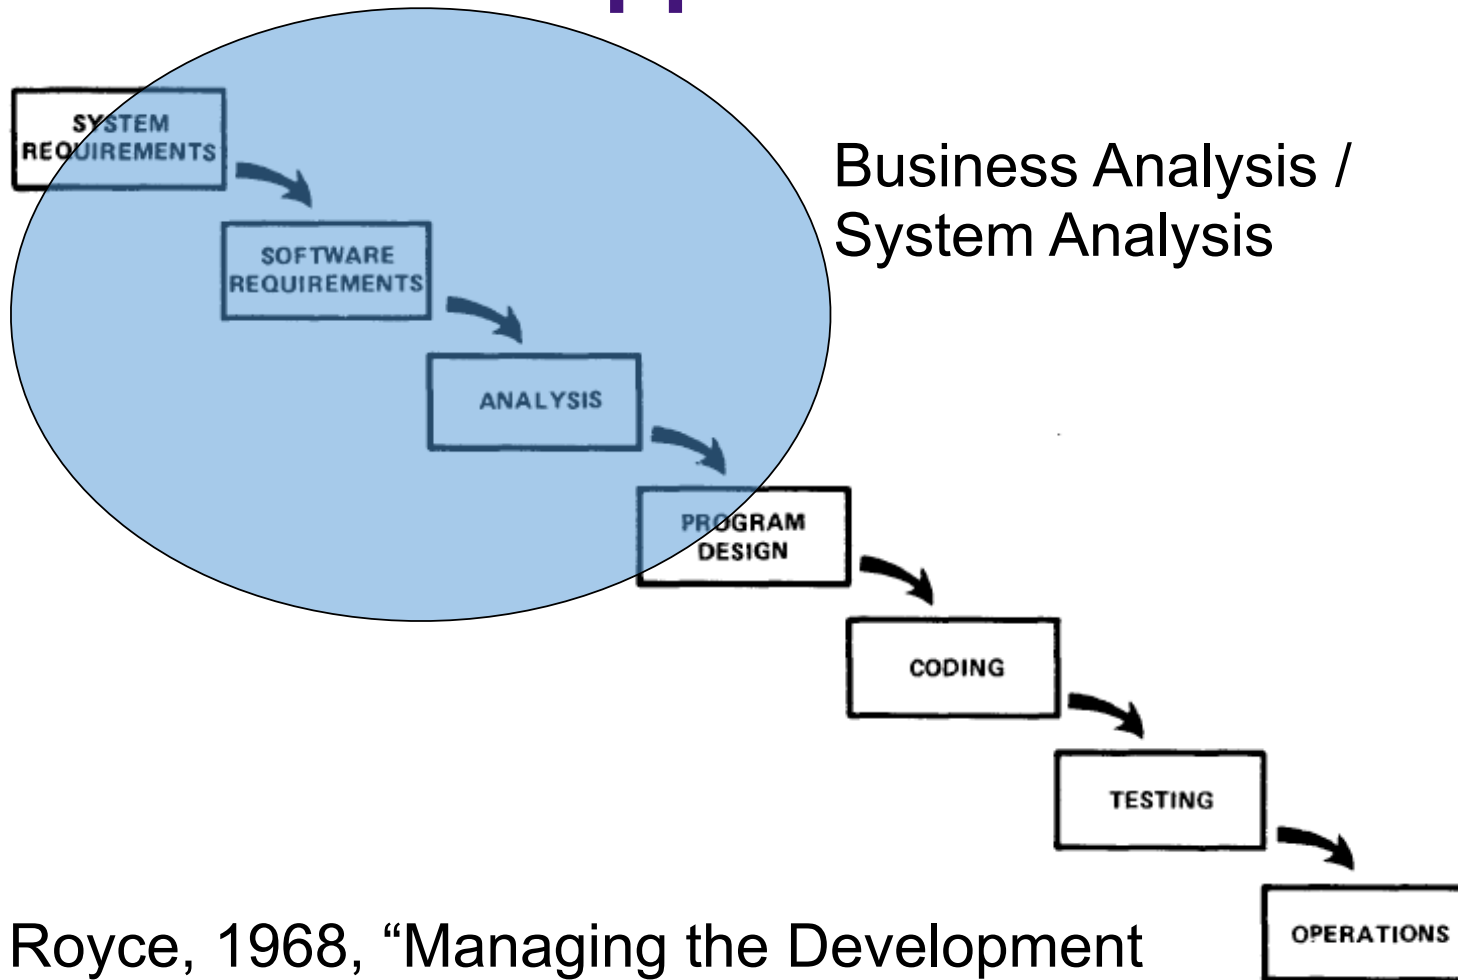 SYSTEM
REQUIREMENTS
Business Analysis /
System Analysis
SOFTWARE
REQUIREMENTS
ANALYSIS
PROGRAM
DESIGN
CODING
TESTING
OPERATIONS
Royce, 1968, “Managing the Development